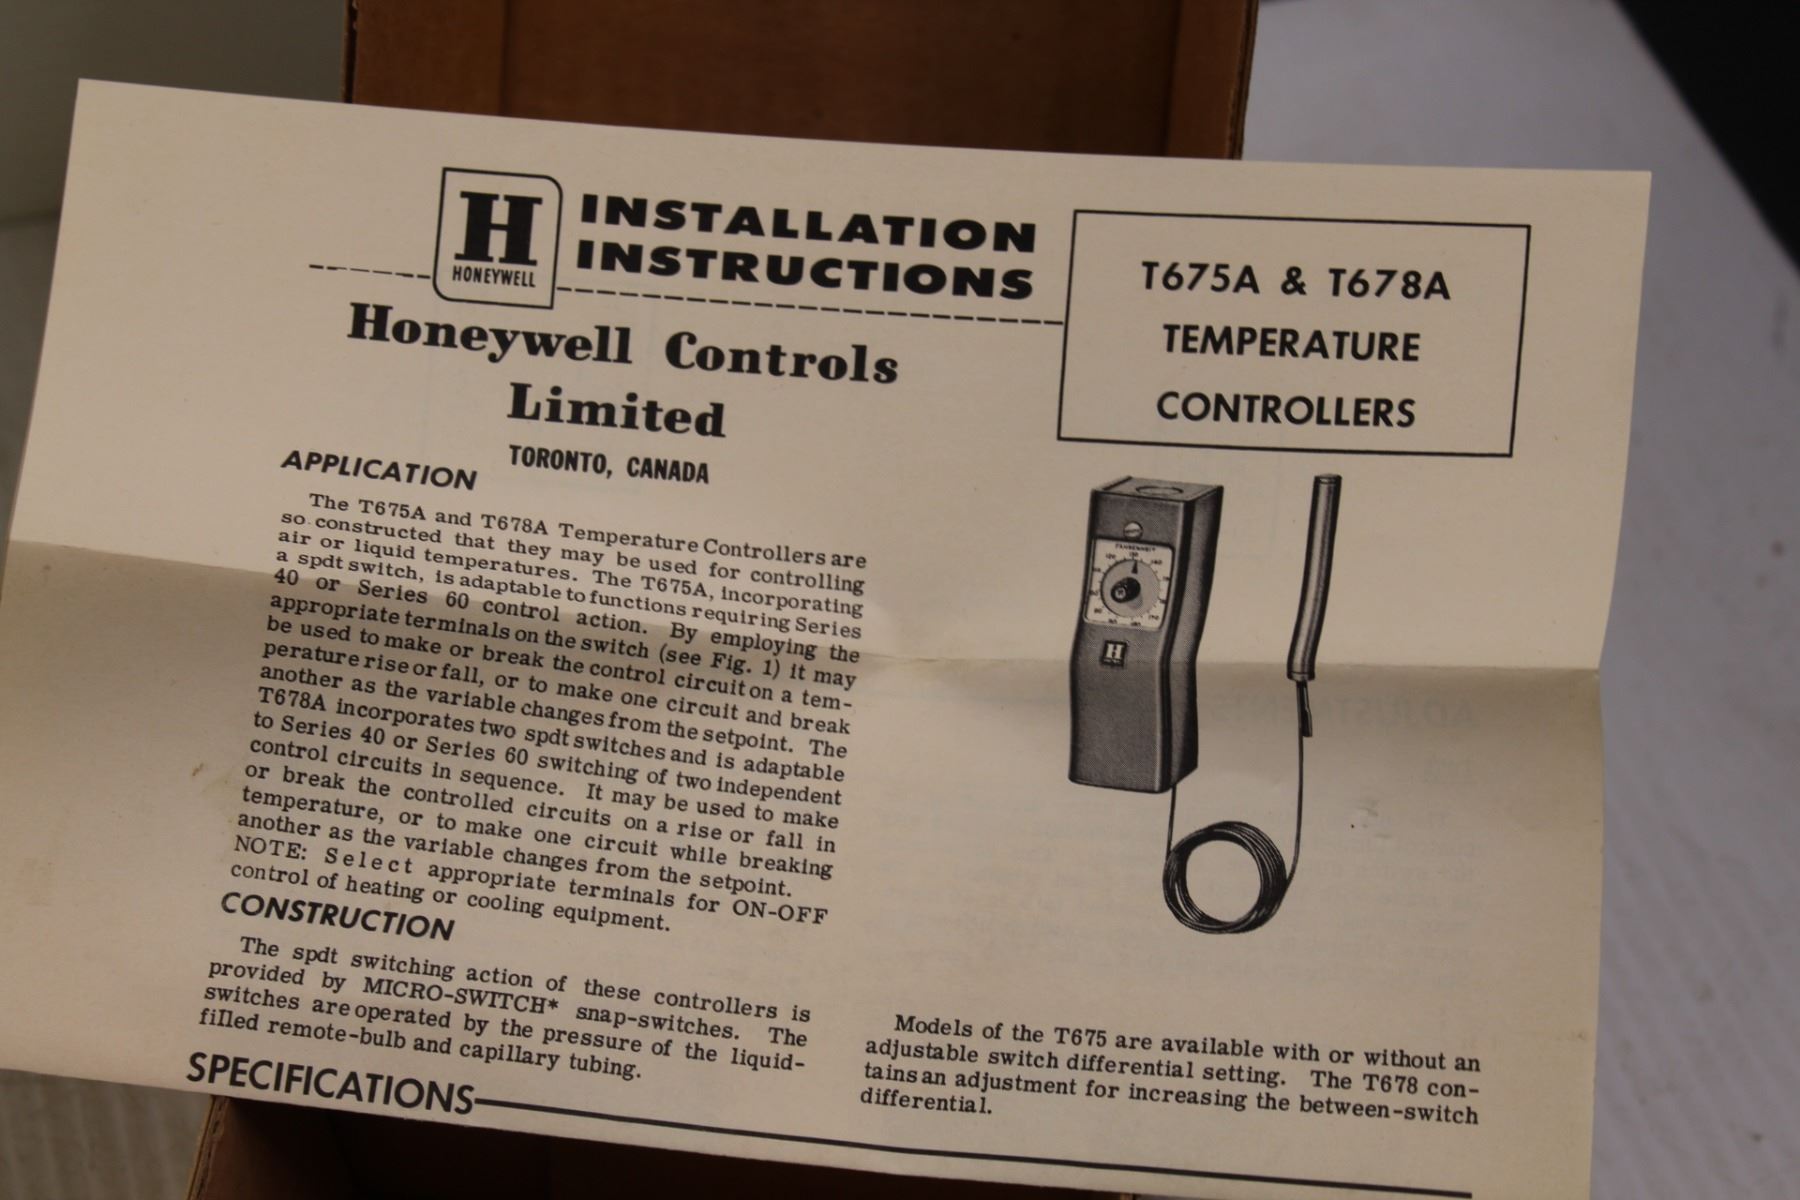 H
HONEYWELL
INSTALLATION
INSTRUCTIONS
Honeywell Controls
Limited
TORONTO, CANADA
T675A & T678A
TEMPERATURE
CONTROLLERS
APPLICATION
The T675A and T678A Temperature Controllers are
so constructed that they may be used for controlling
air or liquid temperatures. The T675A, incorporating
a spdt switch, is adaptable to functions requiring Series
40 or Series 60 control action. By employing the
appropriate terminals on the switch (see Fig. 1) it may
be used to make or break the control circuit on a tem-
perature rise or fall, or to make one circuit and break
another as the variable changes from the setpoint. The
T678A incorporates two spdt switches and is adaptable
to Series 40 or Series 60 switching of two independent
control circuits in sequence. It may be used to make
or break the controlled circuits on a rise or fall in
temperature, or to make one circuit while breaking
another as the variable changes from the setpoint.
NOTE: Select appropriate terminals for ON-OFF
control of heating or cooling equipment.
CONSTRUCTION
The spdt switching action of these controllers is
provided by MICRO-SWITCH* snap-switches. The
switches are operated by the pressure of the liquid-
filled remote-bulb and capillary tubing.
FAHRENHEIT
H
Models of the T675 are available with or without an
adjustable switch differential setting. The T678 con-
tains an adjustment for increasing the between-switch
differential.
SPECIFICATIONS